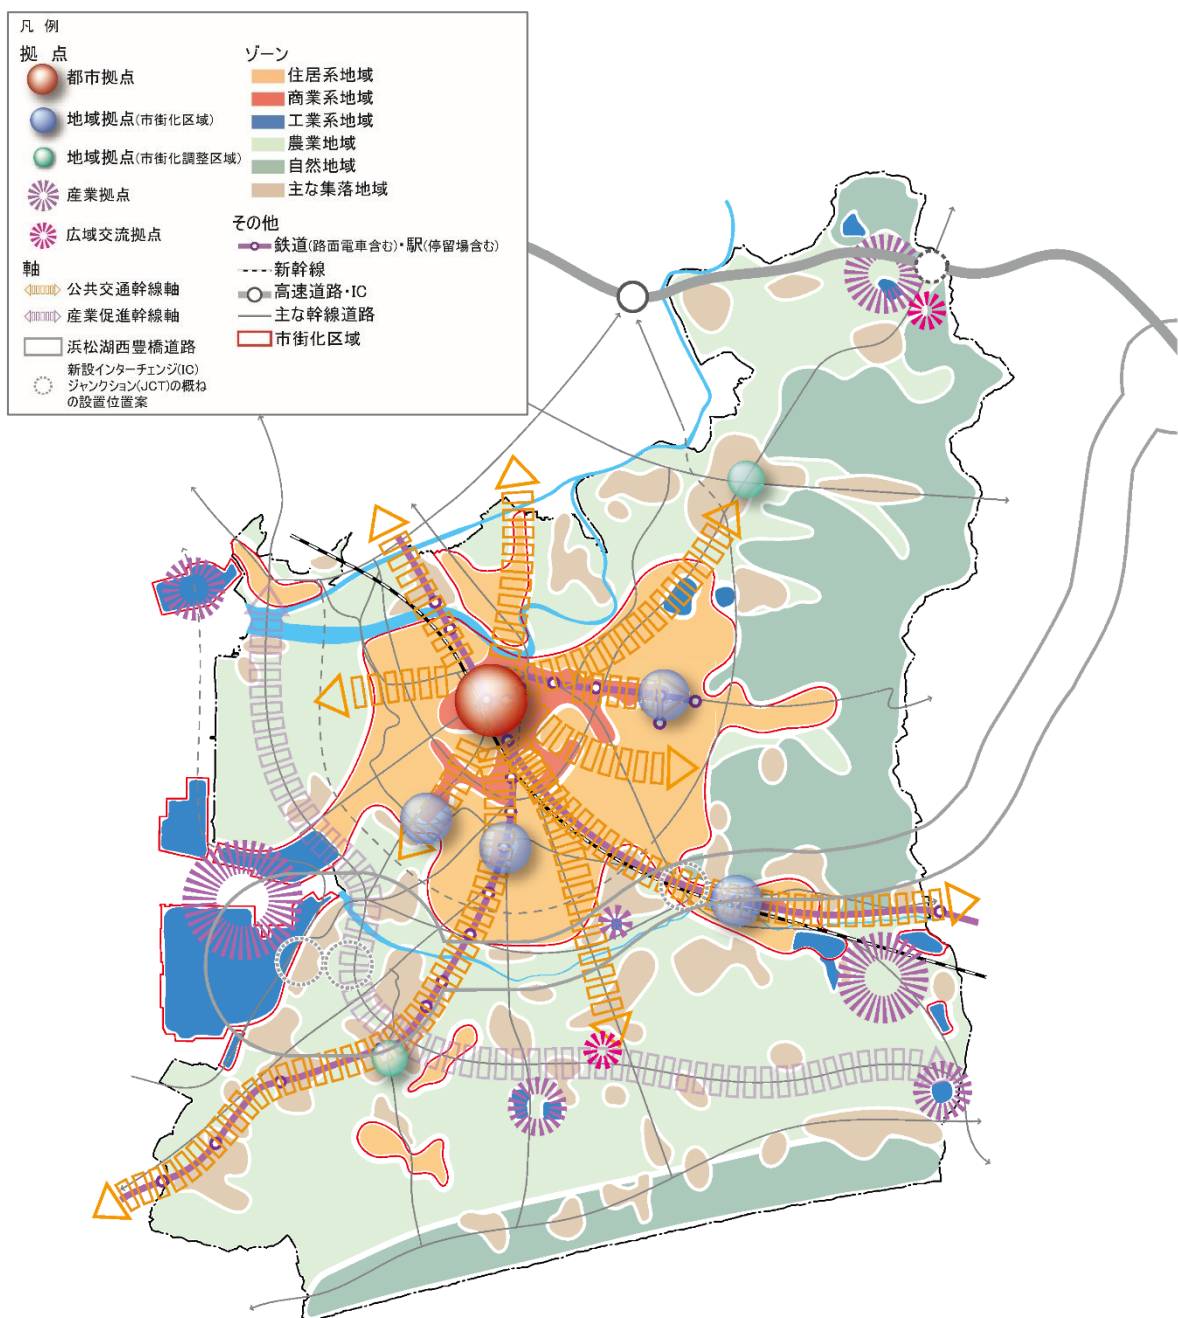 凡 例
拠 点
都市拠点
地域拠点(市街化区域)
地域拠点(市街化調整区域)
産業拠点
広域交流拠点
軸
公共交通幹線軸
産業促進幹線軸
浜松湖西豊橋道路
新設インターチェンジ(IC)
ジャンクション(JCT)の概ね
の設置位置案
ゾーン
住居系地域
商業系地域
工業系地域
農業地域
自然地域
主な集落地域
その他
鉄道(路面電車含む)・駅(停留場含む)
新幹線
高速道路・IC
主な幹線道路
市街化区域